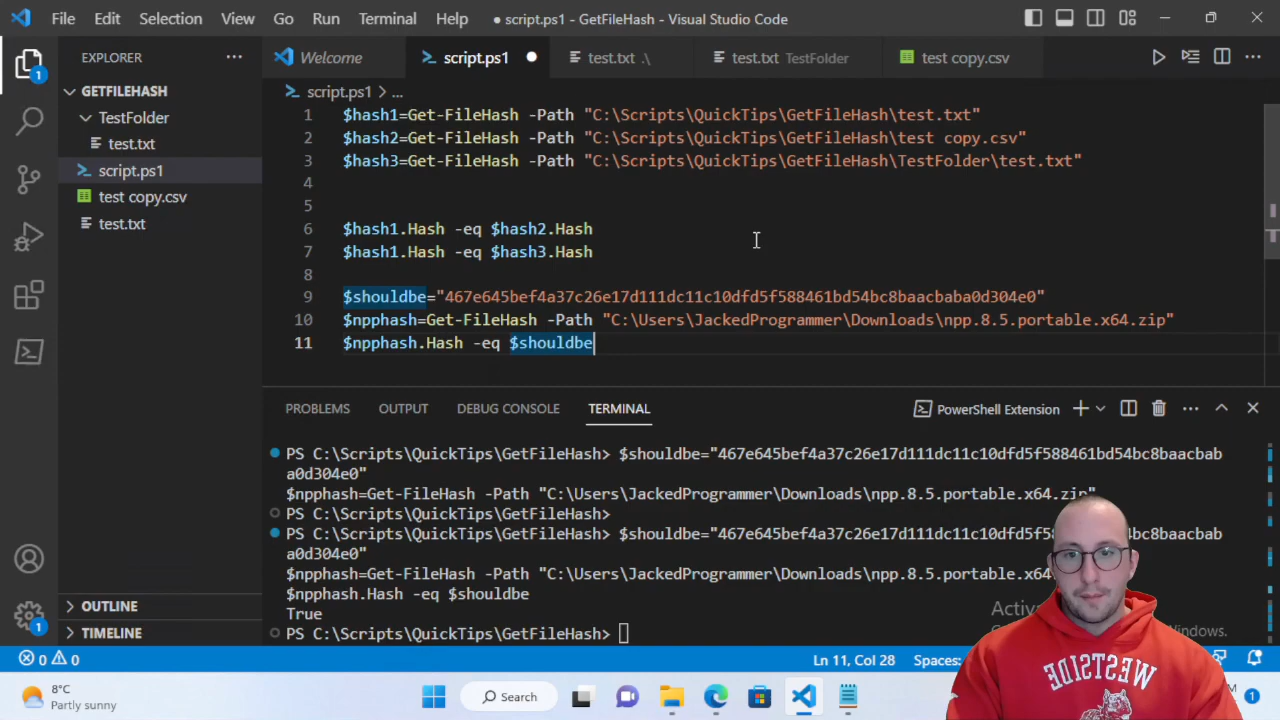 File Edit Selection View Go Run Terminal Help ● script.ps1 - GetFileHash - Visual Studio Code
EXPLORER ···
Welcome script.ps1 ● test.txt .\ test.txt TestFolder test copy.csv
GETFILEHASH
TestFolder
test.txt
script.ps1
test copy.csv
test.txt
script.ps1 > ...
1 $hash1=Get-FileHash -Path "C:\Scripts\QuickTips\GetFileHash\test.txt"
2 $hash2=Get-FileHash -Path "C:\Scripts\QuickTips\GetFileHash\test copy.csv"
3 $hash3=Get-FileHash -Path "C:\Scripts\QuickTips\GetFileHash\TestFolder\test.txt"
4
5
6 $hash1.Hash -eq $hash2.Hash
7 $hash1.Hash -eq $hash3.Hash
8
9 $shouldbe="467e645bef4a37c26e17d111dc11c10dfd5f588461bd54bc8baacbaba0d304e0"
10 $npphash=Get-FileHash -Path "C:\Users\JackedProgrammer\Downloads\npp.8.5.portable.x64.zip"
11 $npphash.Hash -eq $shouldbe
PROBLEMS OUTPUT DEBUG CONSOLE TERMINAL PowerShell Extension
PS C:\Scripts\QuickTips\GetFileHash> $shouldbe="467e645bef4a37c26e17d111dc11c10dfd5f588461bd54bc8baacbab
a0d304e0"
$npphash=Get-FileHash -Path "C:\Users\JackedProgrammer\Downloads\npp.8.5.portable.x64.zip"
PS C:\Scripts\QuickTips\GetFileHash>
PS C:\Scripts\QuickTips\GetFileHash> $shouldbe="467e645bef4a37c26e17d111dc11c10dfd5f588461bd54bc8baacbab
a0d304e0"
$npphash=Get-FileHash -Path "C:\Users\JackedProgrammer\Downloads\npp.8.5.portable.x64
$npphash.Hash -eq $shouldbe
True
PS C:\Scripts\QuickTips\GetFileHash>
OUTLINE
TIMELINE
1
1
Windows.
WESTSIDE
0 0 Ln 11, Col 28 Spaces:
8°C
Partly sunny
Search
1